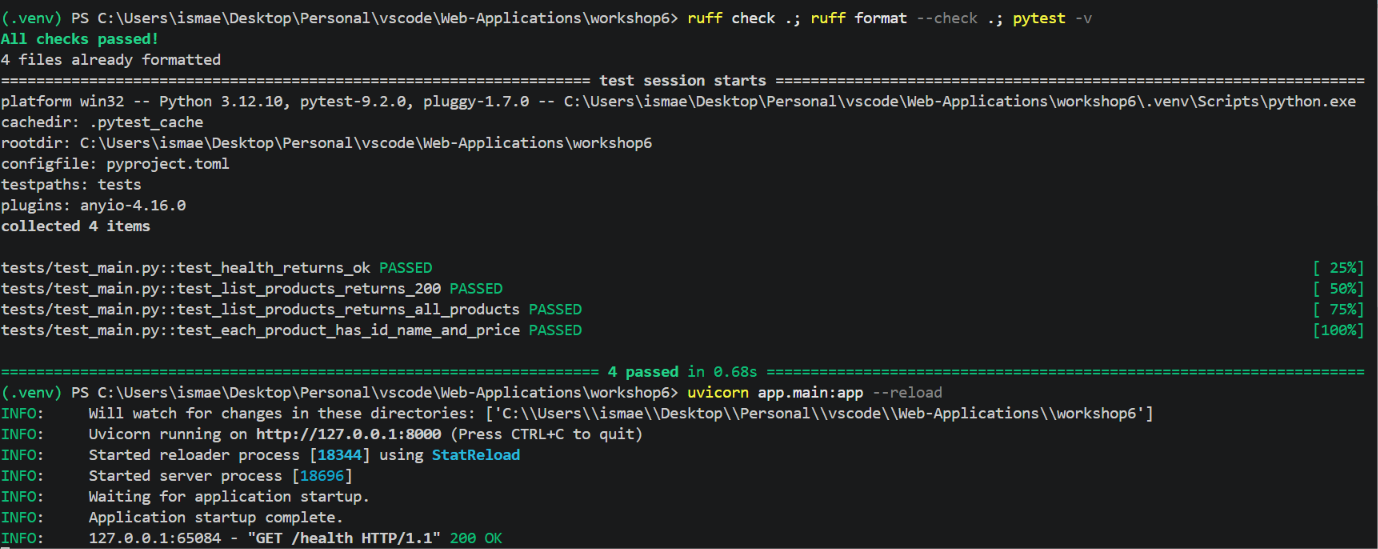 (.venv) PS C:\Users\ismae\Desktop\Personal\vscode\Web-Applications\workshop6> ruff check .; ruff format --check .; pytest -v
All checks passed!
4 files already formatted
=================================================================== test session starts ===================================================================
platform win32 -- Python 3.12.10, pytest-9.2.0, pluggy-1.7.0 -- C:\Users\ismae\Desktop\Personal\vscode\Web-Applications\workshop6\.venv\Scripts\python.exe
cachedir: .pytest_cache
rootdir: C:\Users\ismae\Desktop\Personal\vscode\Web-Applications\workshop6
configfile: pyproject.toml
testpaths: tests
plugins: anyio-4.16.0
collected 4 items
tests/test_main.py::test_health_returns_ok PASSED [ 25%]
tests/test_main.py::test_list_products_returns_200 PASSED [ 50%]
tests/test_main.py::test_list_products_returns_all_products PASSED [ 75%]
tests/test_main.py::test_each_product_has_id_name_and_price PASSED [100%]
==================================================================== 4 passed in 0.68s ====================================================================
(.venv) PS C:\Users\ismae\Desktop\Personal\vscode\Web-Applications\workshop6> uvicorn app.main:app --reload
INFO: Will watch for changes in these directories: ['C:\\Users\\ismae\\Desktop\\Personal\\vscode\\Web-Applications\\workshop6']
INFO: Uvicorn running on http://127.0.0.1:8000 (Press CTRL+C to quit)
INFO: Started reloader process [18344] using StatReload
INFO: Started server process [18696]
INFO: Waiting for application startup.
INFO: Application startup complete.
INFO: 127.0.0.1:65084 - "GET /health HTTP/1.1" 200 OK